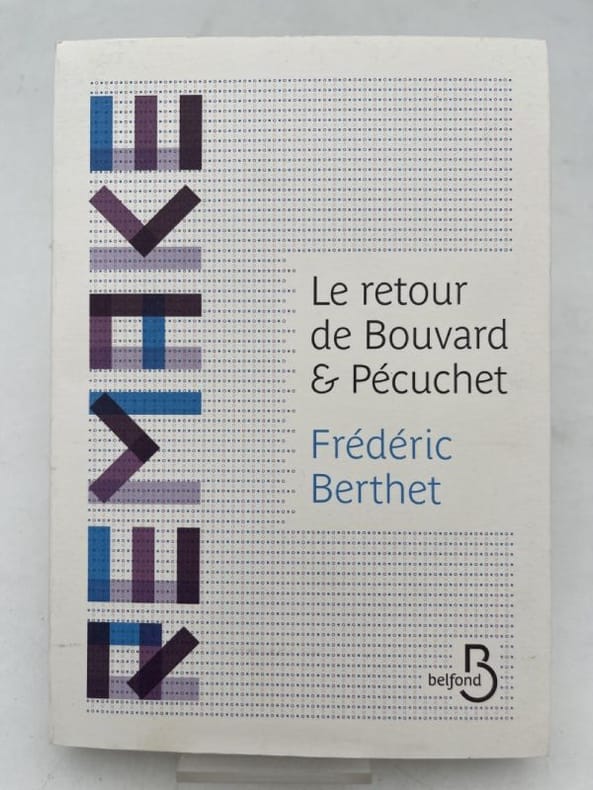 REMAKE
Le retour
de Bouvard
& Pécuchet
Frédéric
Berthet
belfond
B